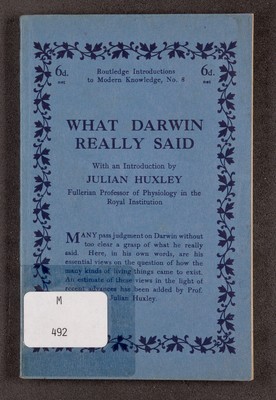 6d. Routledge Introductions 6d.
net to Modern Knowledge, No. 8 net
WHAT DARWIN
REALLY SAID
With an Introduction by
JULIAN HUXLEY
Fullerian Professor of Physiology in the
Royal Institution
MANY pass judgment on Darwin without
too clear a grasp of what he really
said. Here, in his own words, are his
essential views on the question of how the
many kinds of living things came to exist.
An estimate of those views in the light of
recent advances has been added by Prof.
Julian Huxley.
M
492